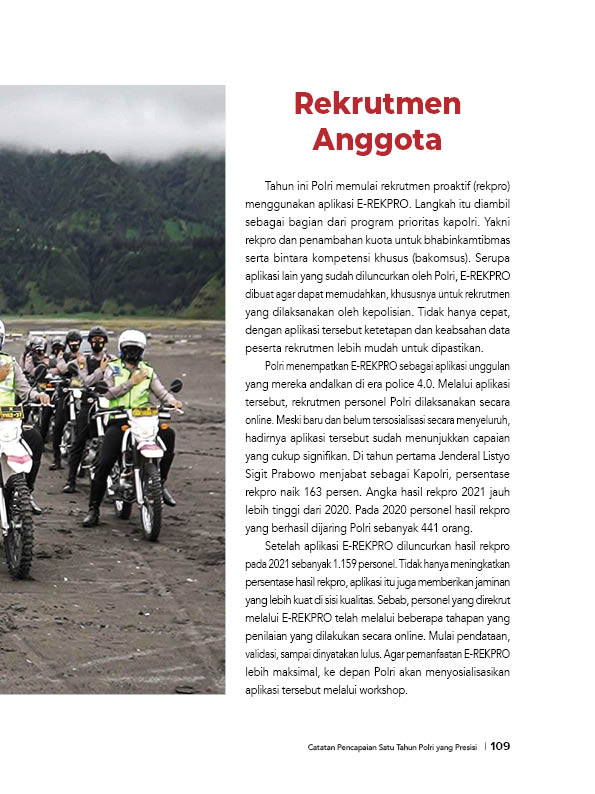 Rekrutmen
Anggota
Tahun ini Polri memulai rekrutmen proaktif (rekpro)
menggunakan aplikasi E-REKPRO. Langkah itu diambil
sebagai bagian dari program prioritas kapolri. Yakni
rekpro dan penambahan kuota untuk bhabinkamtibmas
serta bintara kompetensi khusus (bakomsus). Serupa
aplikasi lain yang sudah diluncurkan oleh Polri, E-REKPRO
dibuat agar dapat memudahkan, khususnya untuk rekrutmen
yang dilaksanakan oleh kepolisian. Tidak hanya cepat,
dengan aplikasi tersebut ketetapan dan keabsahan data
peserta rekrutmen lebih mudah untuk dipastikan.
Polri menempatkan E-REKPRO sebagai aplikasi unggulan
yang mereka andalkan di era police 4.0. Melalui aplikasi
tersebut, rekrutmen personel Polri dilaksanakan secara
online. Meski baru dan belum tersosialisasi secara menyeluruh,
hadirnya aplikasi tersebut sudah menunjukkan capaian
yang cukup signifikan. Di tahun pertama Jenderal Listyo
Sigit Prabowo menjabat sebagai Kapolri, persentase
rekpro naik 163 persen. Angka hasil rekpro 2021 jauh
lebih tinggi dari 2020. Pada 2020 personel hasil rekpro
yang berhasil dijaring Polri sebanyak 441 orang.
Setelah aplikasi E-REKPRO diluncurkan hasil rekpro
pada 2021 sebanyak 1.159 personel. Tidak hanya meningkatkan
persentase hasil rekpro, aplikasi itu juga memberikan jaminan
yang lebih kuat di sisi kualitas. Sebab, personel yang direkrut
melalui E-REKPRO telah melalui beberapa tahapan yang
penilaian yang dilakukan secara online. Mulai pendataan,
validasi, sampai dinyatakan lulus. Agar pemanfaatan E-REKPRO
lebih maksimal, ke depan Polri akan menyosialisasikan
aplikasi tersebut melalui workshop.
Catatan Pencapaian Satu Tahun Polri yang Presisi | 109